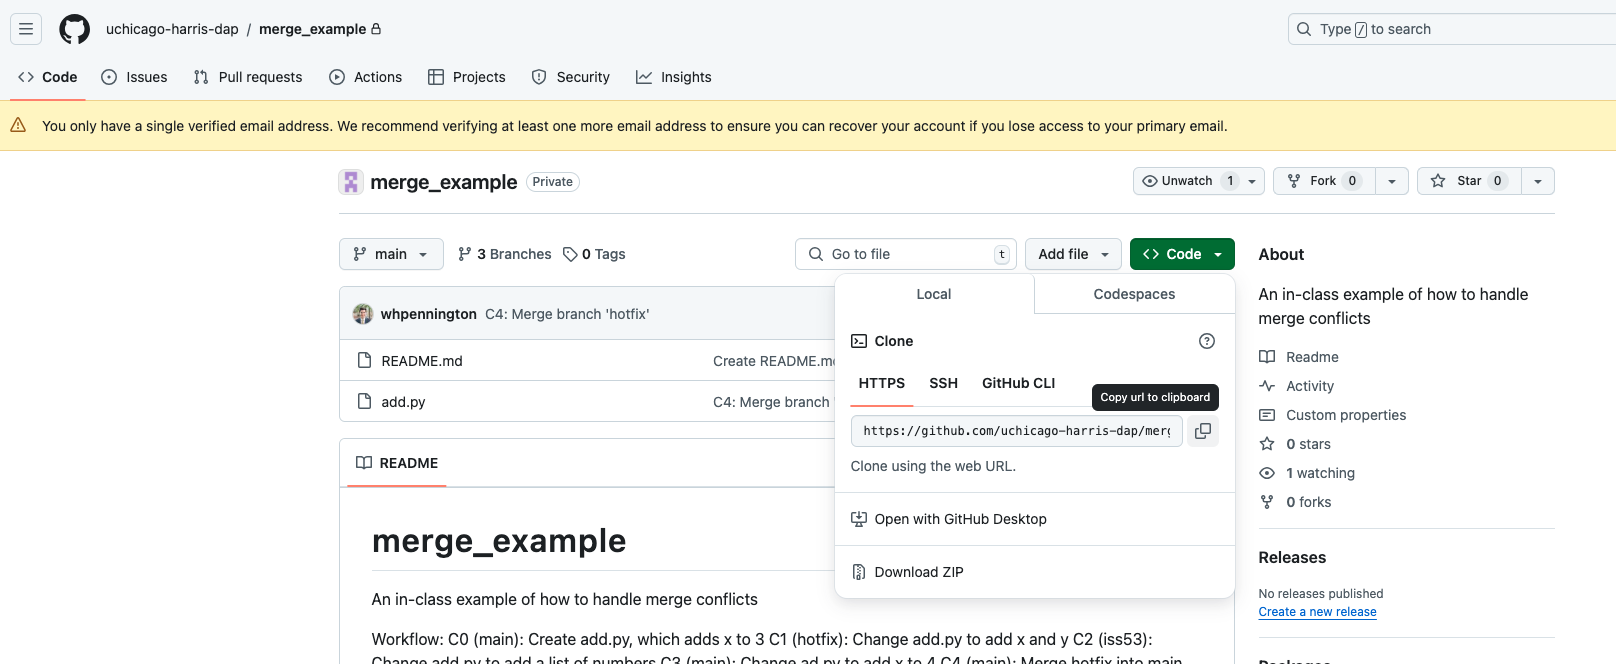 uchicago-harris-dap / merge_example
Type / to search
Code Issues Pull requests Actions Projects Security Insights
You only have a single verified email address. We recommend verifying at least one more email address to ensure you can recover your account if you lose access to your primary email.
merge_example Private
Unwatch 1 Fork 0 Star 0
main 3 Branches 0 Tags
Go to file t Add file Code
whpennington C4: Merge branch 'hotfix'
README.md Create README.m
add.py C4: Merge branch '
README
merge_example
An in-class example of how to handle merge conflicts
Workflow: C0 (main): Create add.py, which adds x to 3 C1 (hotfix): Change add.py to add x and y C2 (iss53):
Change add.py to add a list of numbers C3 (main): Change ad.py to add x to 4 C4 (main): Merge hotfix into main
Local Codespaces
Clone
HTTPS SSH GitHub CLI
Copy url to clipboard
https://github.com/uchicago-harris-dap/merg
Clone using the web URL.
Open with GitHub Desktop
Download ZIP
About
An in-class example of how to handle
merge conflicts
Readme
Activity
Custom properties
0 stars
1 watching
0 forks
Releases
No releases published
Create a new release
Packages